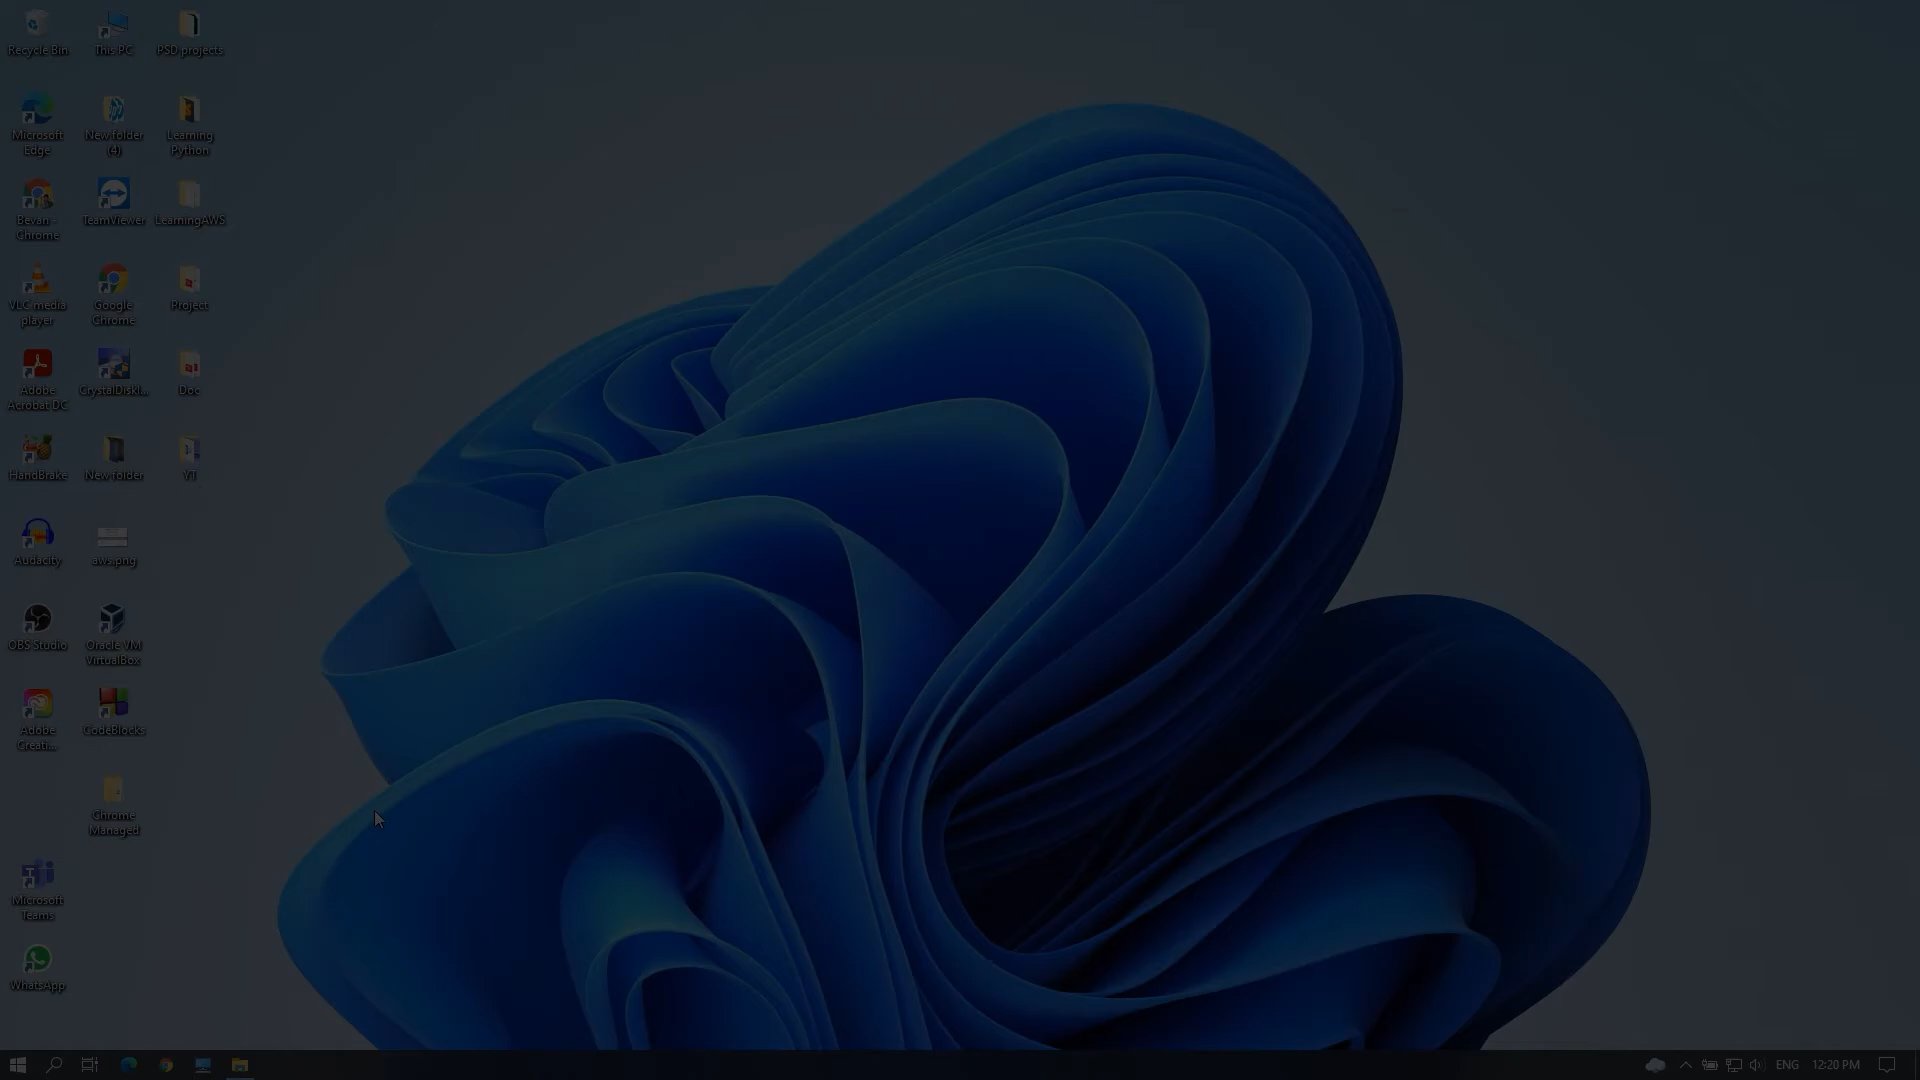 Recycle Bin
This PC
PSD projects
Microsoft
Edge
New folder
(4)
Learning
Python
Bevan -
Chrome
TeamViewer
LearningAWS
VLC media
player
Google
Chrome
Project
Adobe
Acrobat DC
CrystalDiskI...
Doc
HandBrake
New folder
YT
Audacity
aws.png
OBS Studio
Oracle VM
VirtualBox
Adobe
Creati...
CodeBlocks
Chrome
Managed
Microsoft
Teams
WhatsApp
ENG
12:20 PM